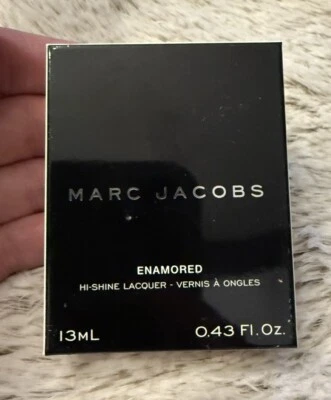 MARC JACOBS
ENAMORED
HI-SHINE LACQUER - VERNIS À ONGLES
13ML 0.43 Fl.Oz.